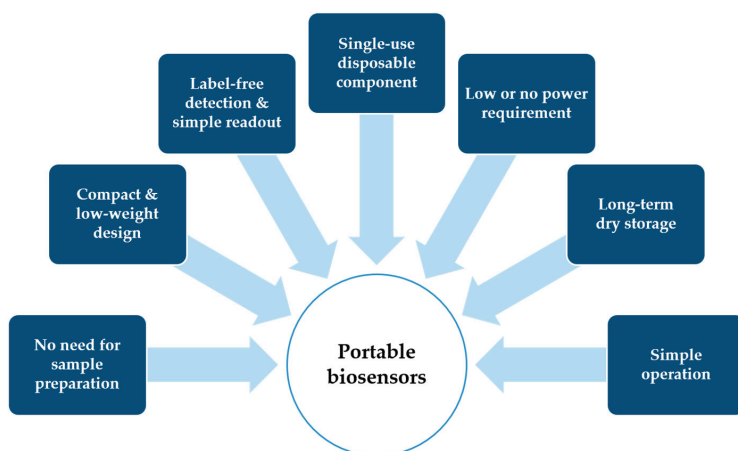 Single-use
disposable
component
Label-free
detection &
simple readout
Low or no power
requirement
Compact &
low-weight
design
Long-term
dry storage
No need for
sample
preparation
Portable
biosensors
Simple
operation